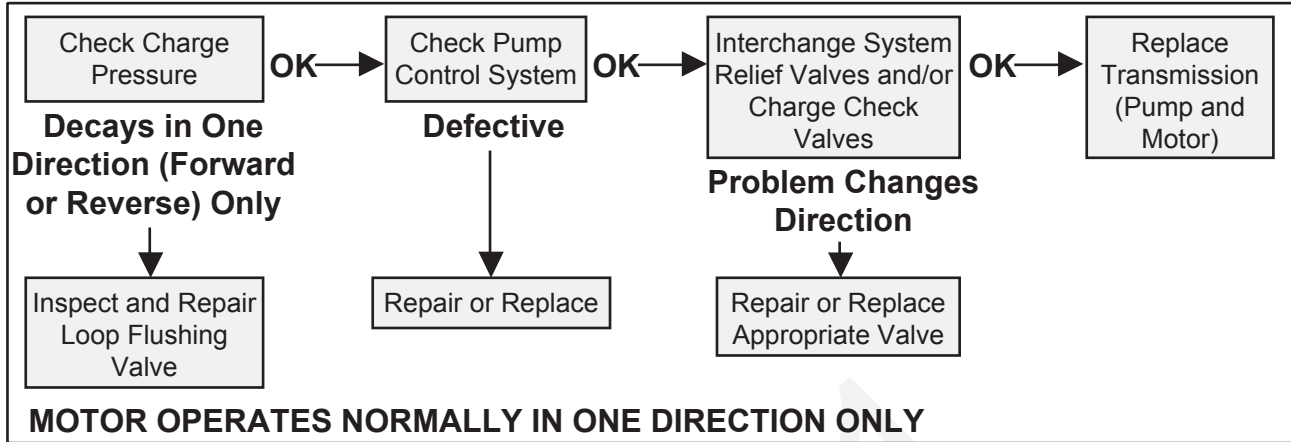 Check Charge
Pressure
OK
Check Pump
Control System
OK
Interchange System
Relief Valves and/or
Charge Check
Valves
OK
Replace
Transmission
(Pump and
Motor)
Decays in One
Direction (Forward
or Reverse) Only
Defective
Problem Changes
Direction
Inspect and Repair
Loop Flushing
Valve
Repair or Replace
Repair or Replace
Appropriate Valve
MOTOR OPERATES NORMALLY IN ONE DIRECTION ONLY